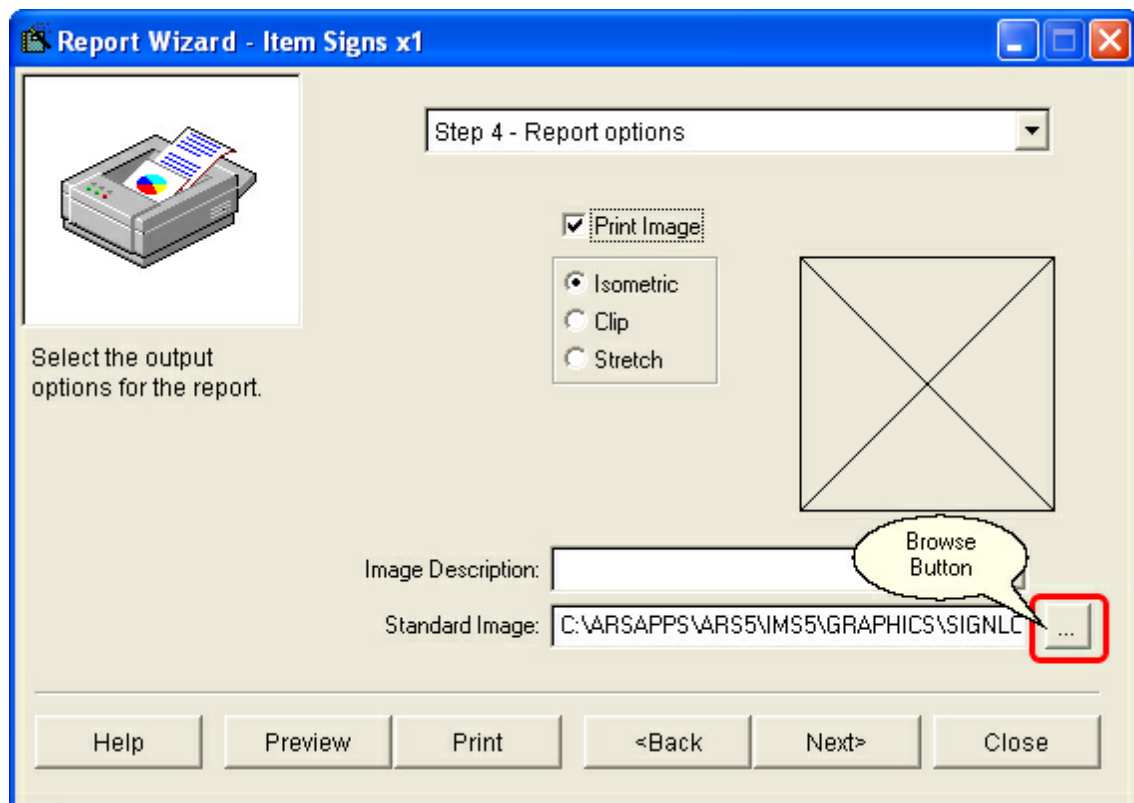 Report Wizard - Item Signs x1
Step 4 - Report options
Print Image
Isometric
Clip
Stretch
Select the output
options for the report.
Browse
Button
Image Description:
Standard Image: C:\ARSAPPS\ARS5\IMS5\GRAPHICS\SIGNLO ...
Help Preview Print <Back Next> Close